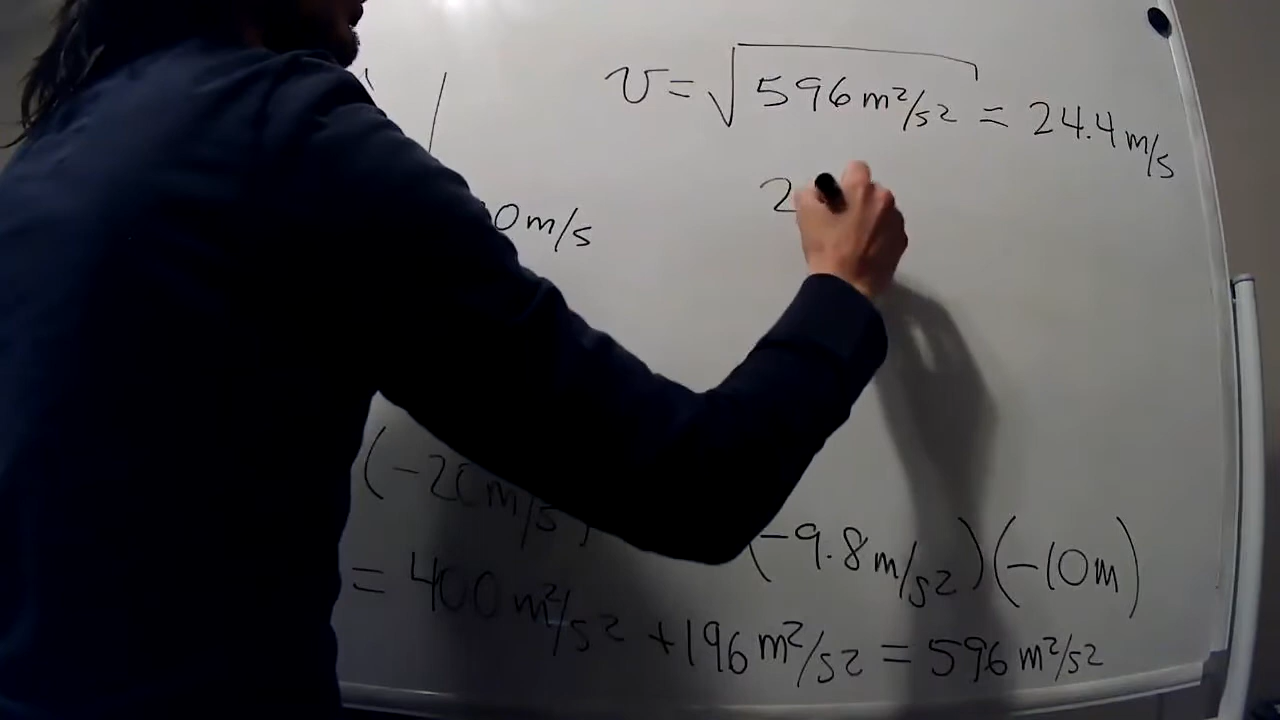 v = √596 m²/s² = 24.4 m/s
2
0 m/s
(-20 m/s) (-9.8 m/s²)(-10 m)
= 400 m²/s² + 196 m²/s² = 596 m²/s²